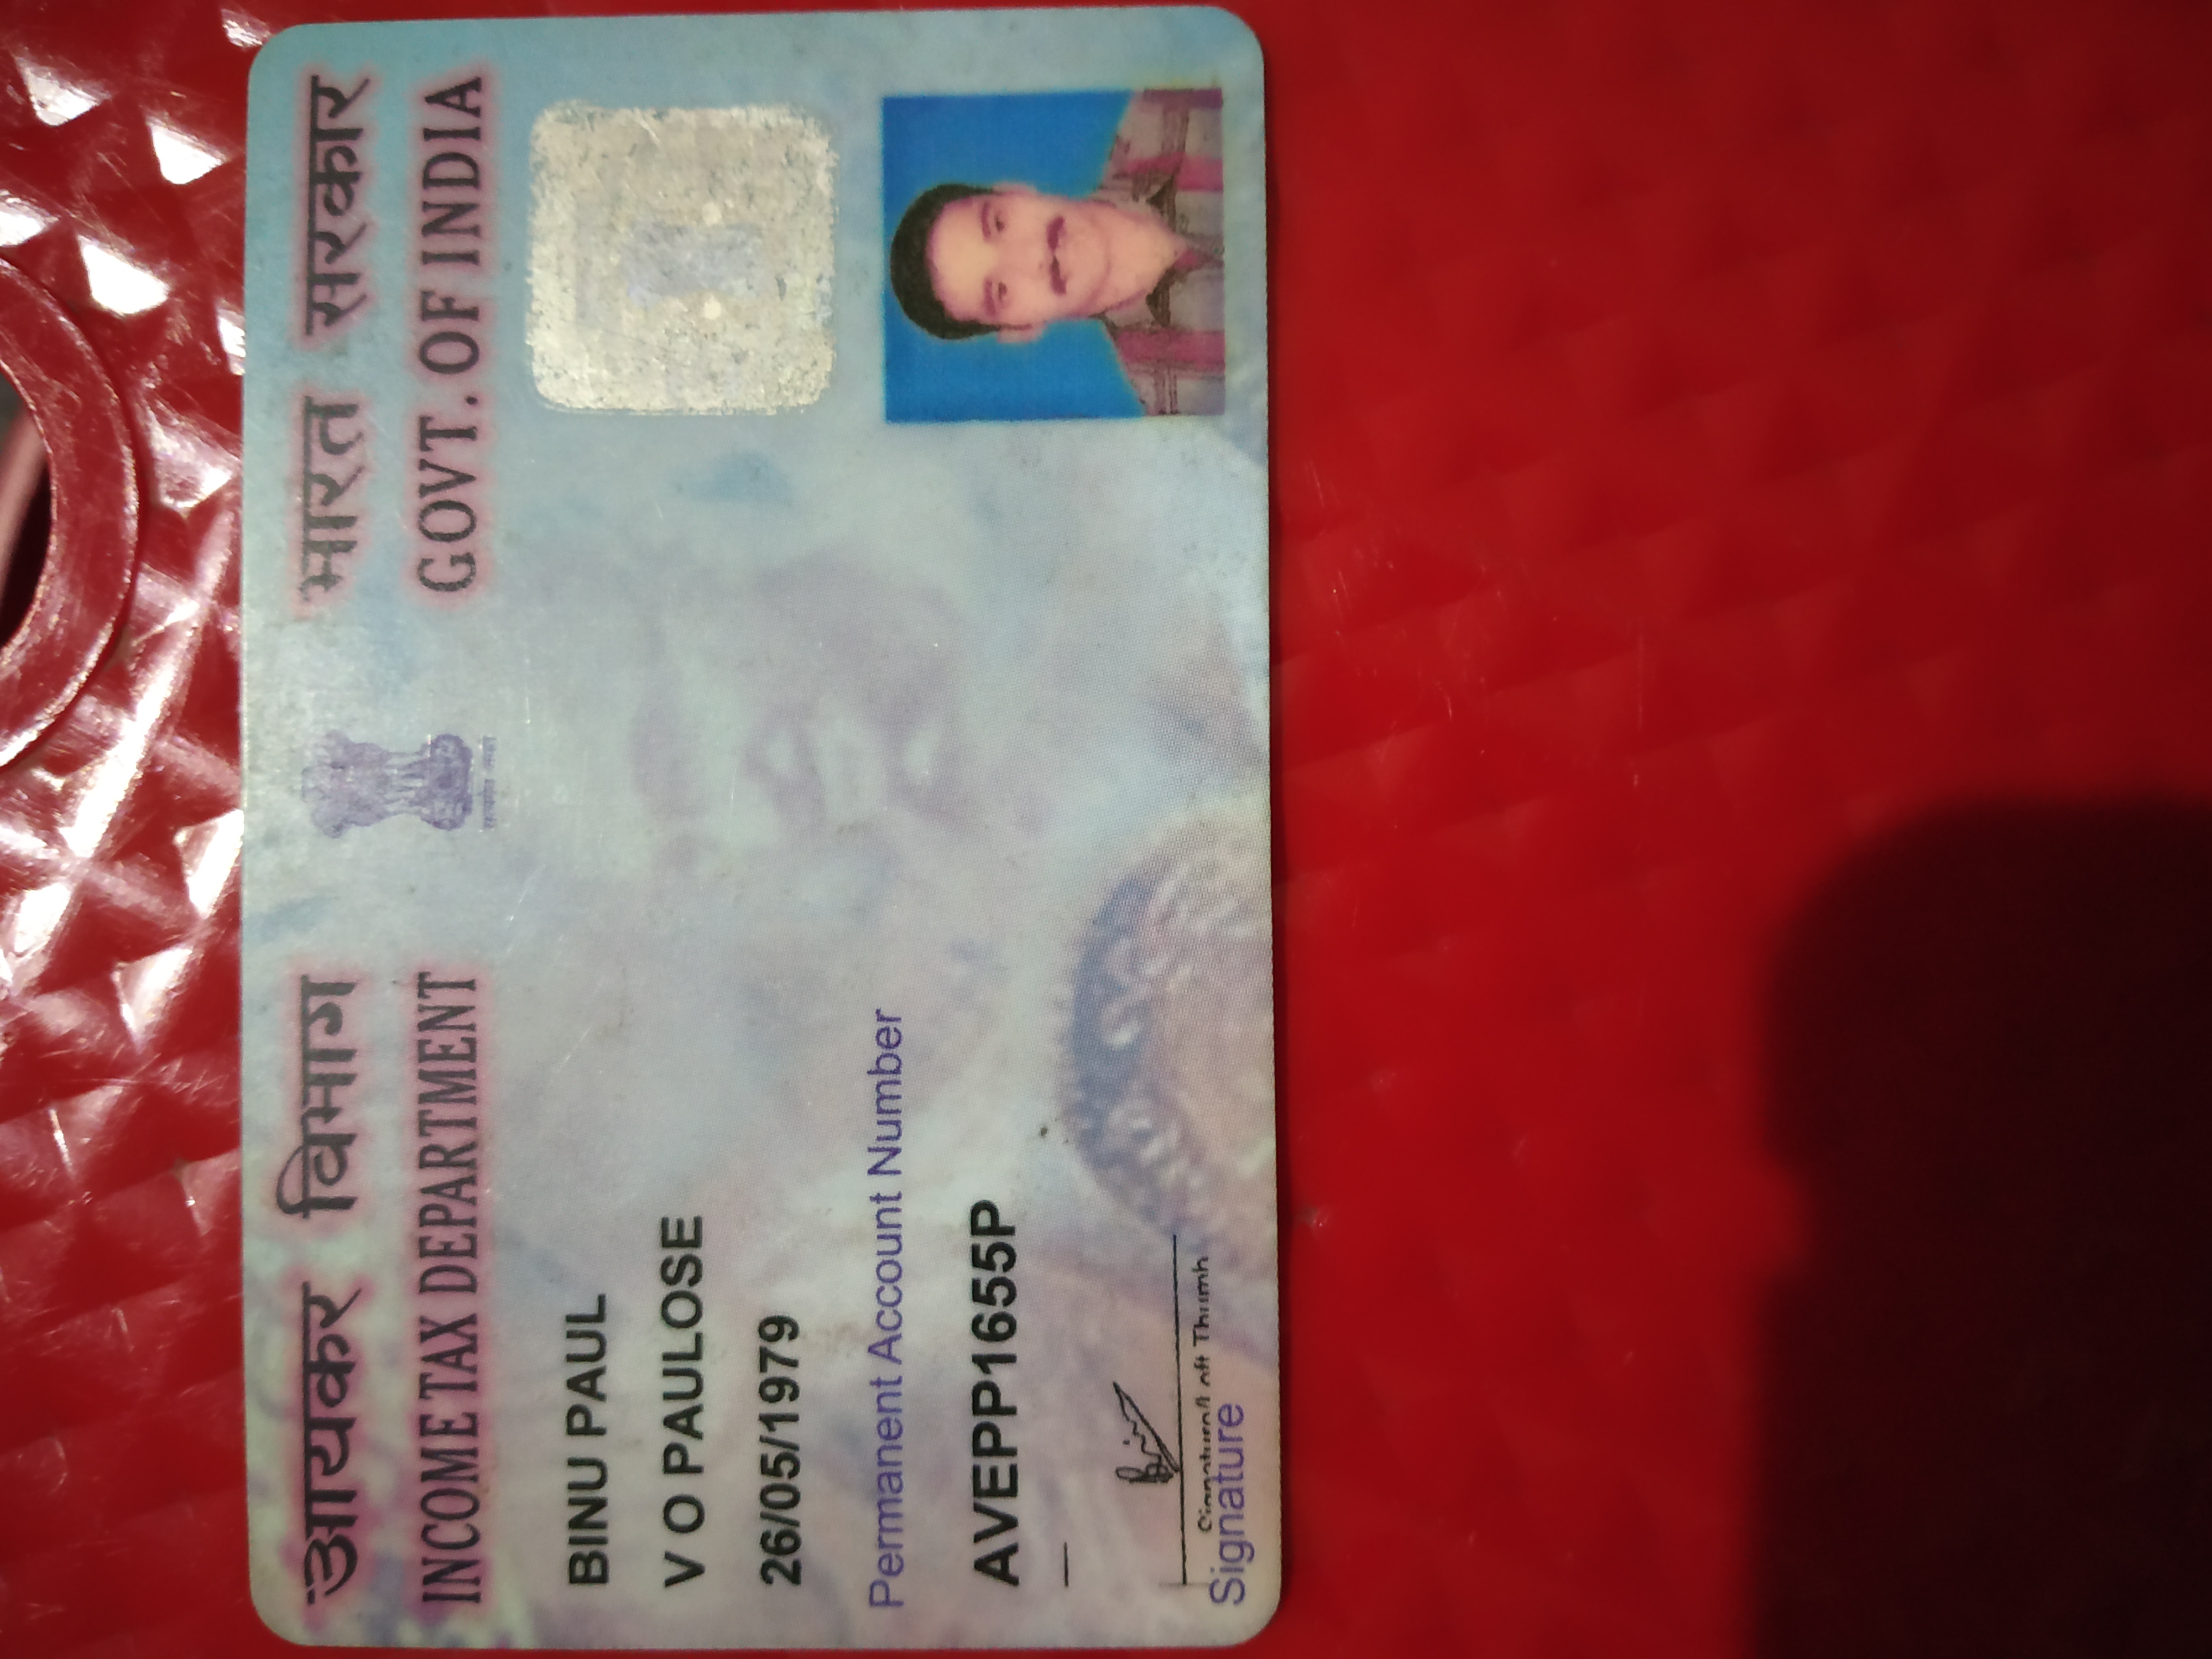 आयकर विभाग
INCOME TAX DEPARTMENT
सत्यमेव जयते
भारत सरकार
GOVT. OF INDIA
BINU PAUL
V O PAULOSE
26/05/1979
Permanent Account Number
AVEPP1655P
Binu
Signature/Left Thumb
Signature